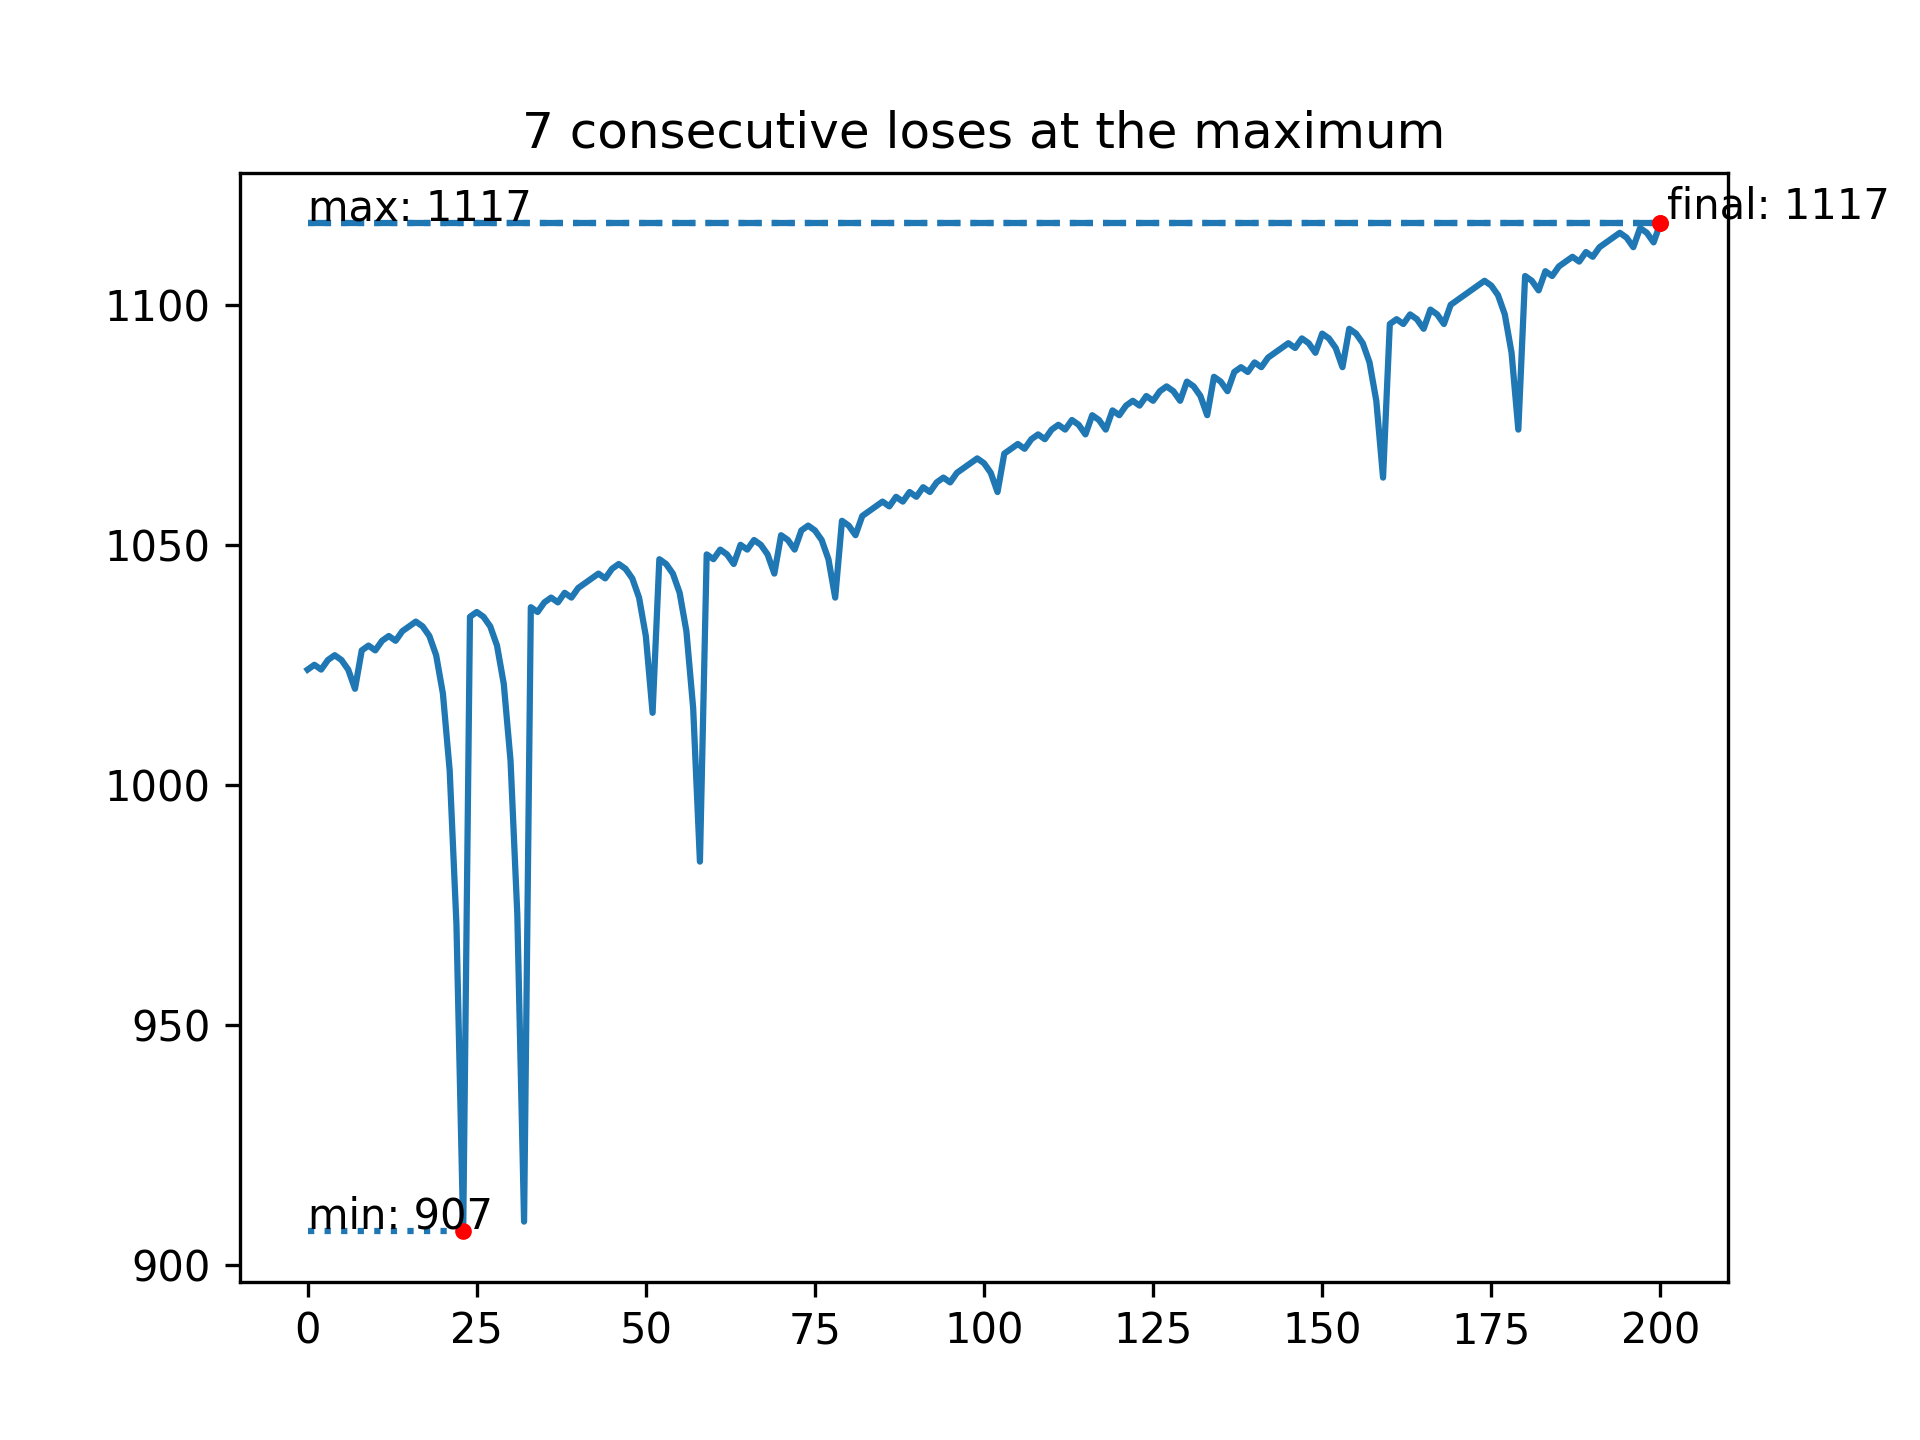 7 consecutive loses at the maximum
max: 1117
final: 1117
1100
1050
1000
950
min: 907
900
0 25 50 75 100 125 150 175 200